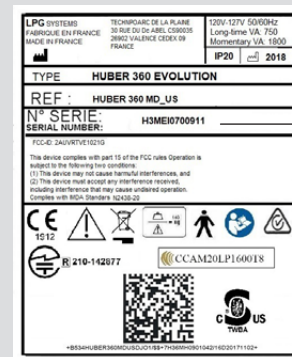 LPG SYSTEMS
FABRIQUE EN FRANCE
MADE IN FRANCE
TECHNIPOARC DE LA PLAINE
30 RUE DU De ABEL CS90035
26902 VALENCE CEDEX 09
FRANCE
120V-127V 50/60Hz
Long-time VA: 750
Momentary VA: 1800
IP20
2018
TYPE HUBER 360 EVOLUTION
REF : HUBER 360 MD_US
N° SERIE:
SERIAL NUMBER: H3MEI0700911
FCC-ID: 2AUVRTVE1021G
This device complies with part 15 of the FCC rules Operation is
subject to the following two conditions:
(1) This device may not cause harmful interferences, and
(2) This device must accept any interference received,
including interference that may cause undesired operation.
Complies with MDA Standars N2438-20
CE
1912
R 210-142877
CCAM20LP1600T8
C US
TWBA